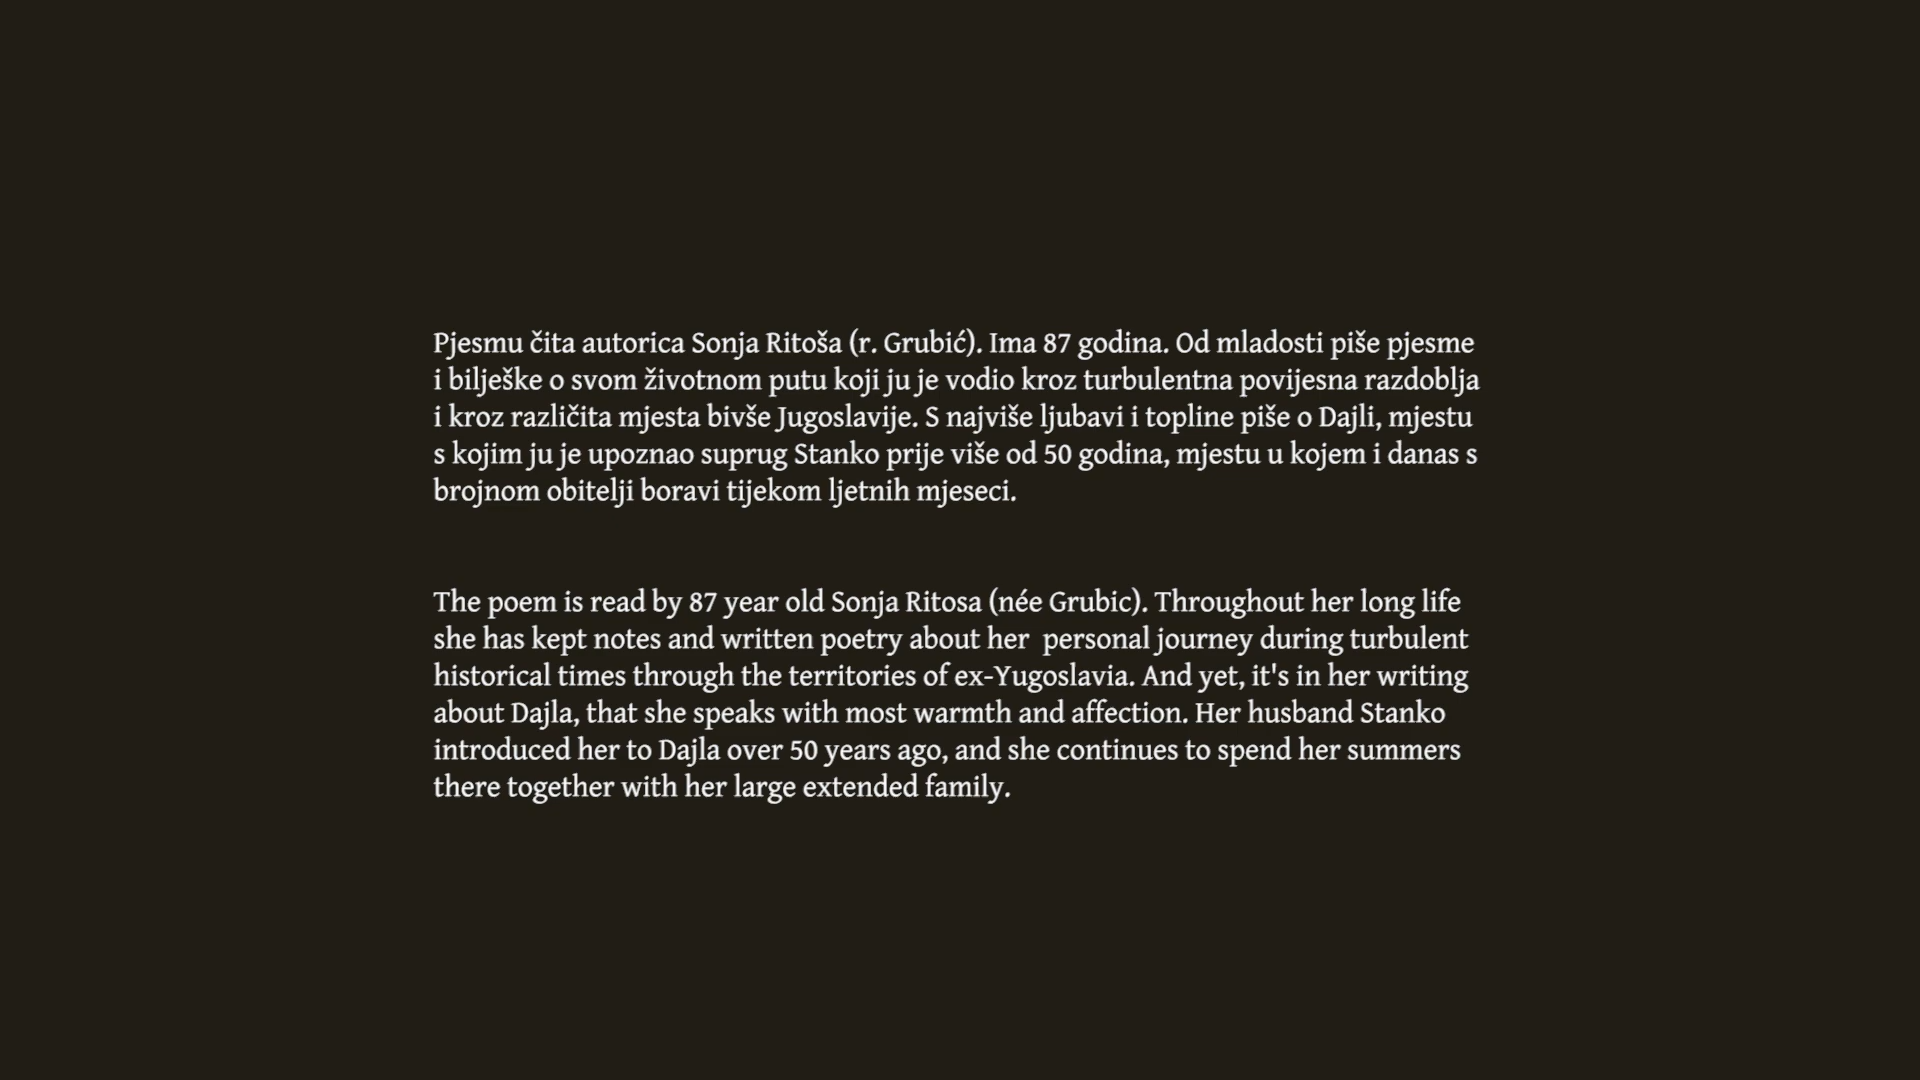 Pjesmu čita autorica Sonja Ritoša (r. Grubić). Ima 87 godina. Od mladosti piše pjesme
i bilješke o svom životnom putu koji ju je vodio kroz turbulentna povijesna razdoblja
i kroz različita mjesta bivše Jugoslavije. S najviše ljubavi i topline piše o Dajli, mjestu
s kojim ju je upoznao suprug Stanko prije više od 50 godina, mjestu u kojem i danas s
brojnom obitelji boravi tijekom ljetnih mjeseci.
The poem is read by 87 year old Sonja Ritosa (née Grubic). Throughout her long life
she has kept notes and written poetry about her  personal journey during turbulent
historical times through the territories of ex-Yugoslavia. And yet, it's in her writing
about Dajla, that she speaks with most warmth and affection. Her husband Stanko
introduced her to Dajla over 50 years ago, and she continues to spend her summers
there together with her large extended family.